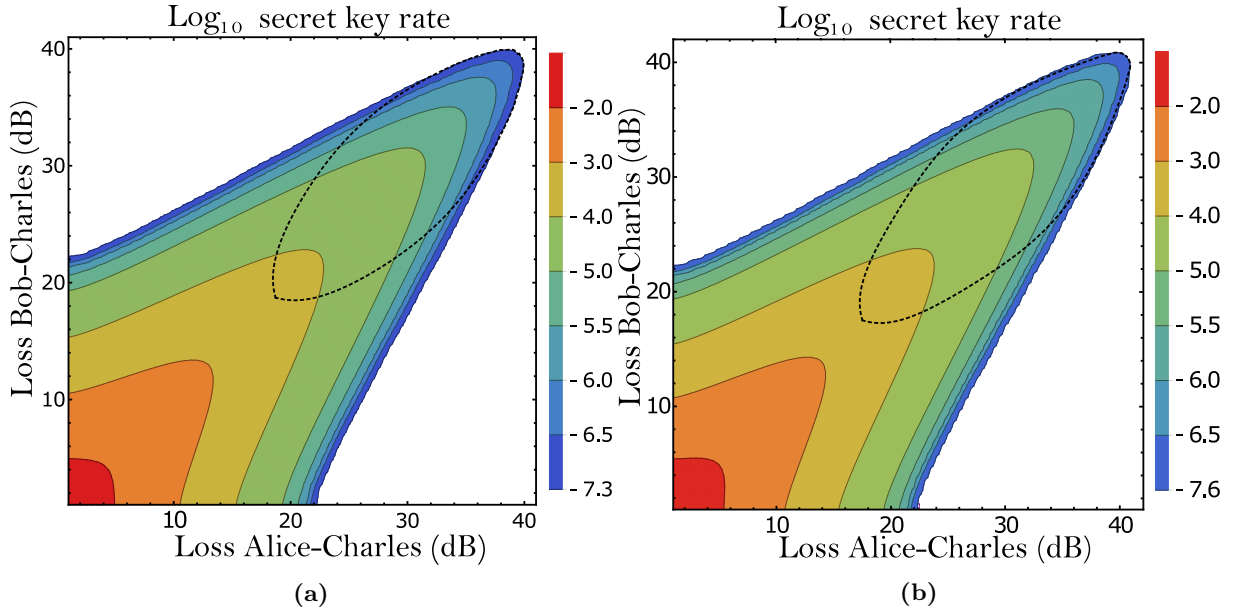 Log₁₀ secret key rate
Loss Bob-Charles (dB)
40
30
20
10
10 20 30 40
Loss Alice-Charles (dB)
- 2.0
- 3.0
- 4.0
- 5.0
- 5.5
- 6.0
- 6.5
- 7.3
(a)
Log₁₀ secret key rate
Loss Bob-Charles (dB)
40
30
20
10
10 20 30 40
Loss Alice-Charles (dB)
- 2.0
- 3.0
- 4.0
- 5.0
- 5.5
- 6.0
- 6.5
- 7.6
(b)